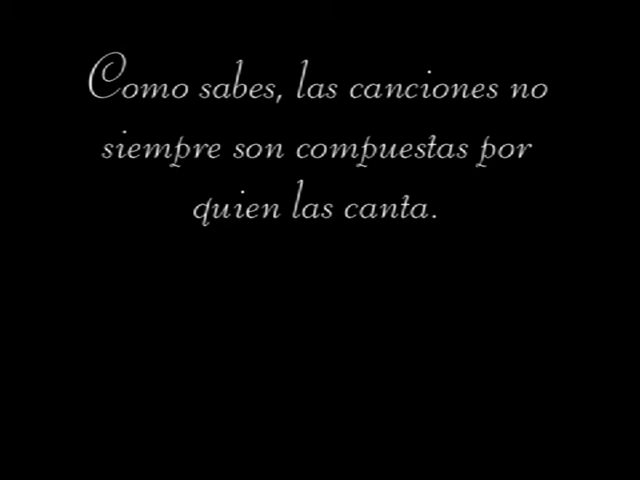 Como sabes, las canciones no
siempre son compuestas por
quien las canta.